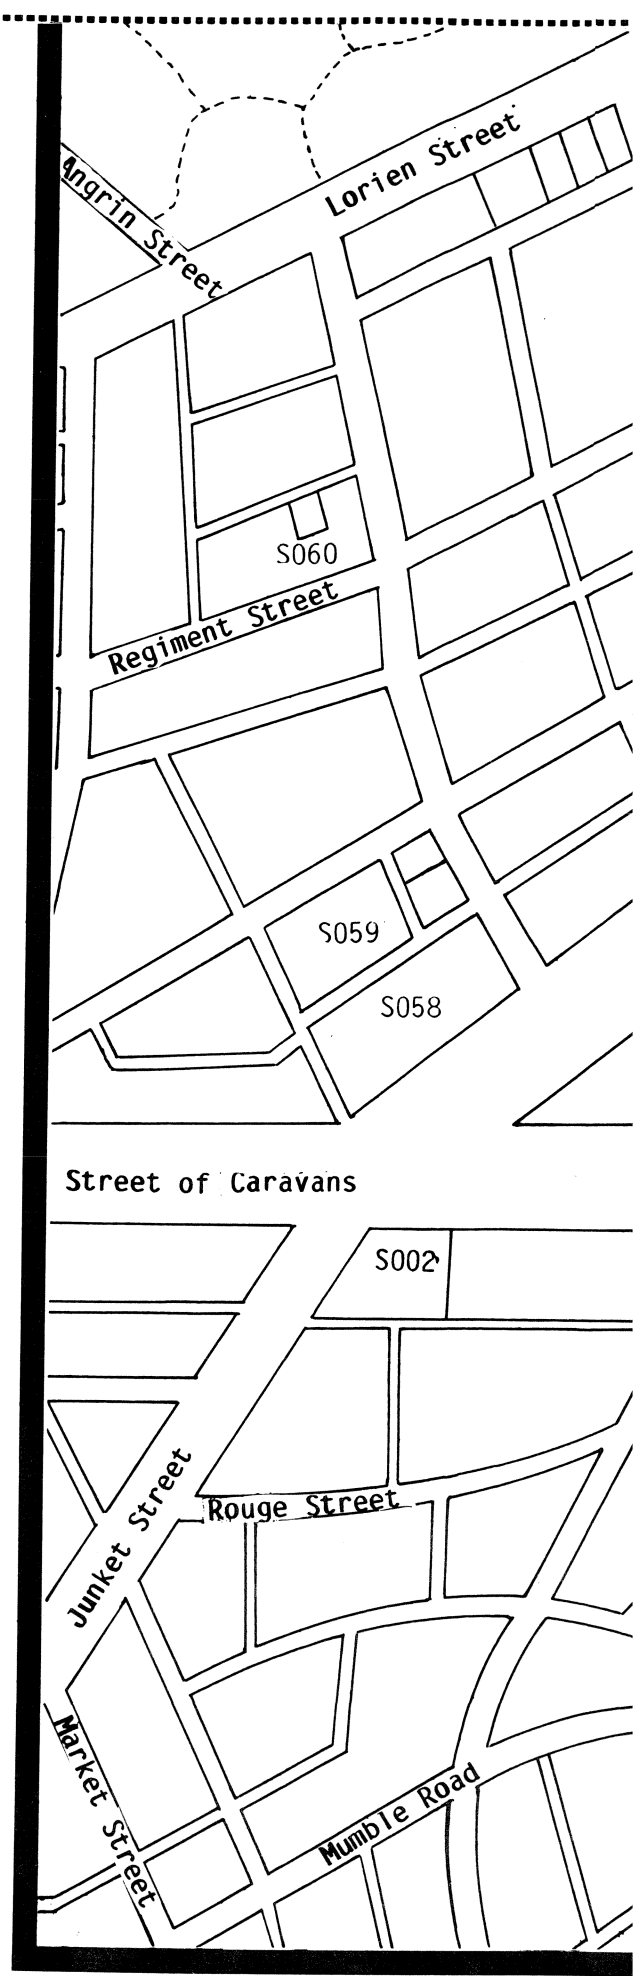 Lorien Street
Angrin Street
S060
Regiment Street
S059
S058
Street of Caravans
S002
Rouge Street
Junket Street
Market Street
Mumble Road